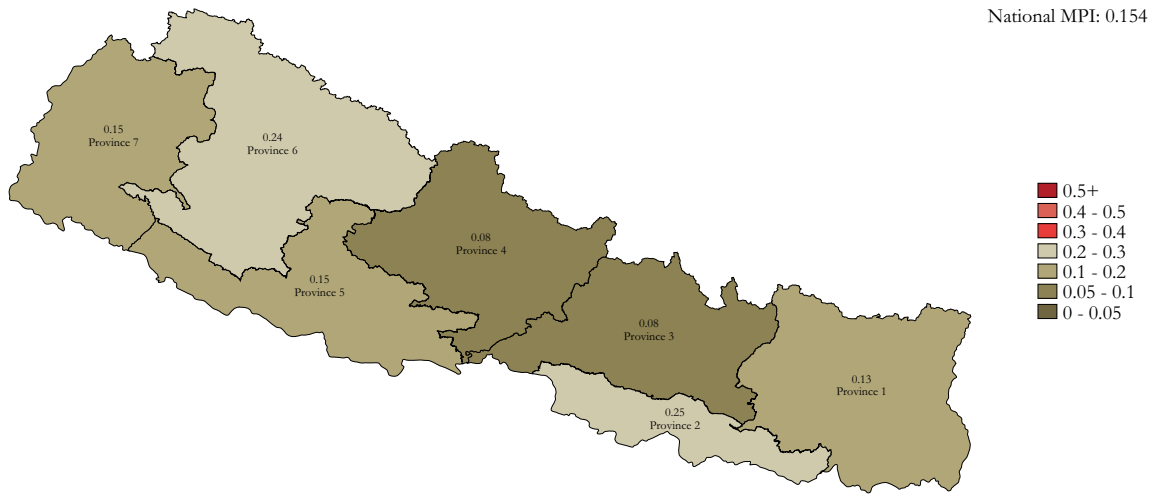 National MPI: 0.154
0.15
Province 7
0.24
Province 6
0.08
Province 4
0.15
Province 5
0.08
Province 3
0.13
Province 1
0.25
Province 2
0.5+
0.4 - 0.5
0.3 - 0.4
0.2 - 0.3
0.1 - 0.2
0.05 - 0.1
0 - 0.05